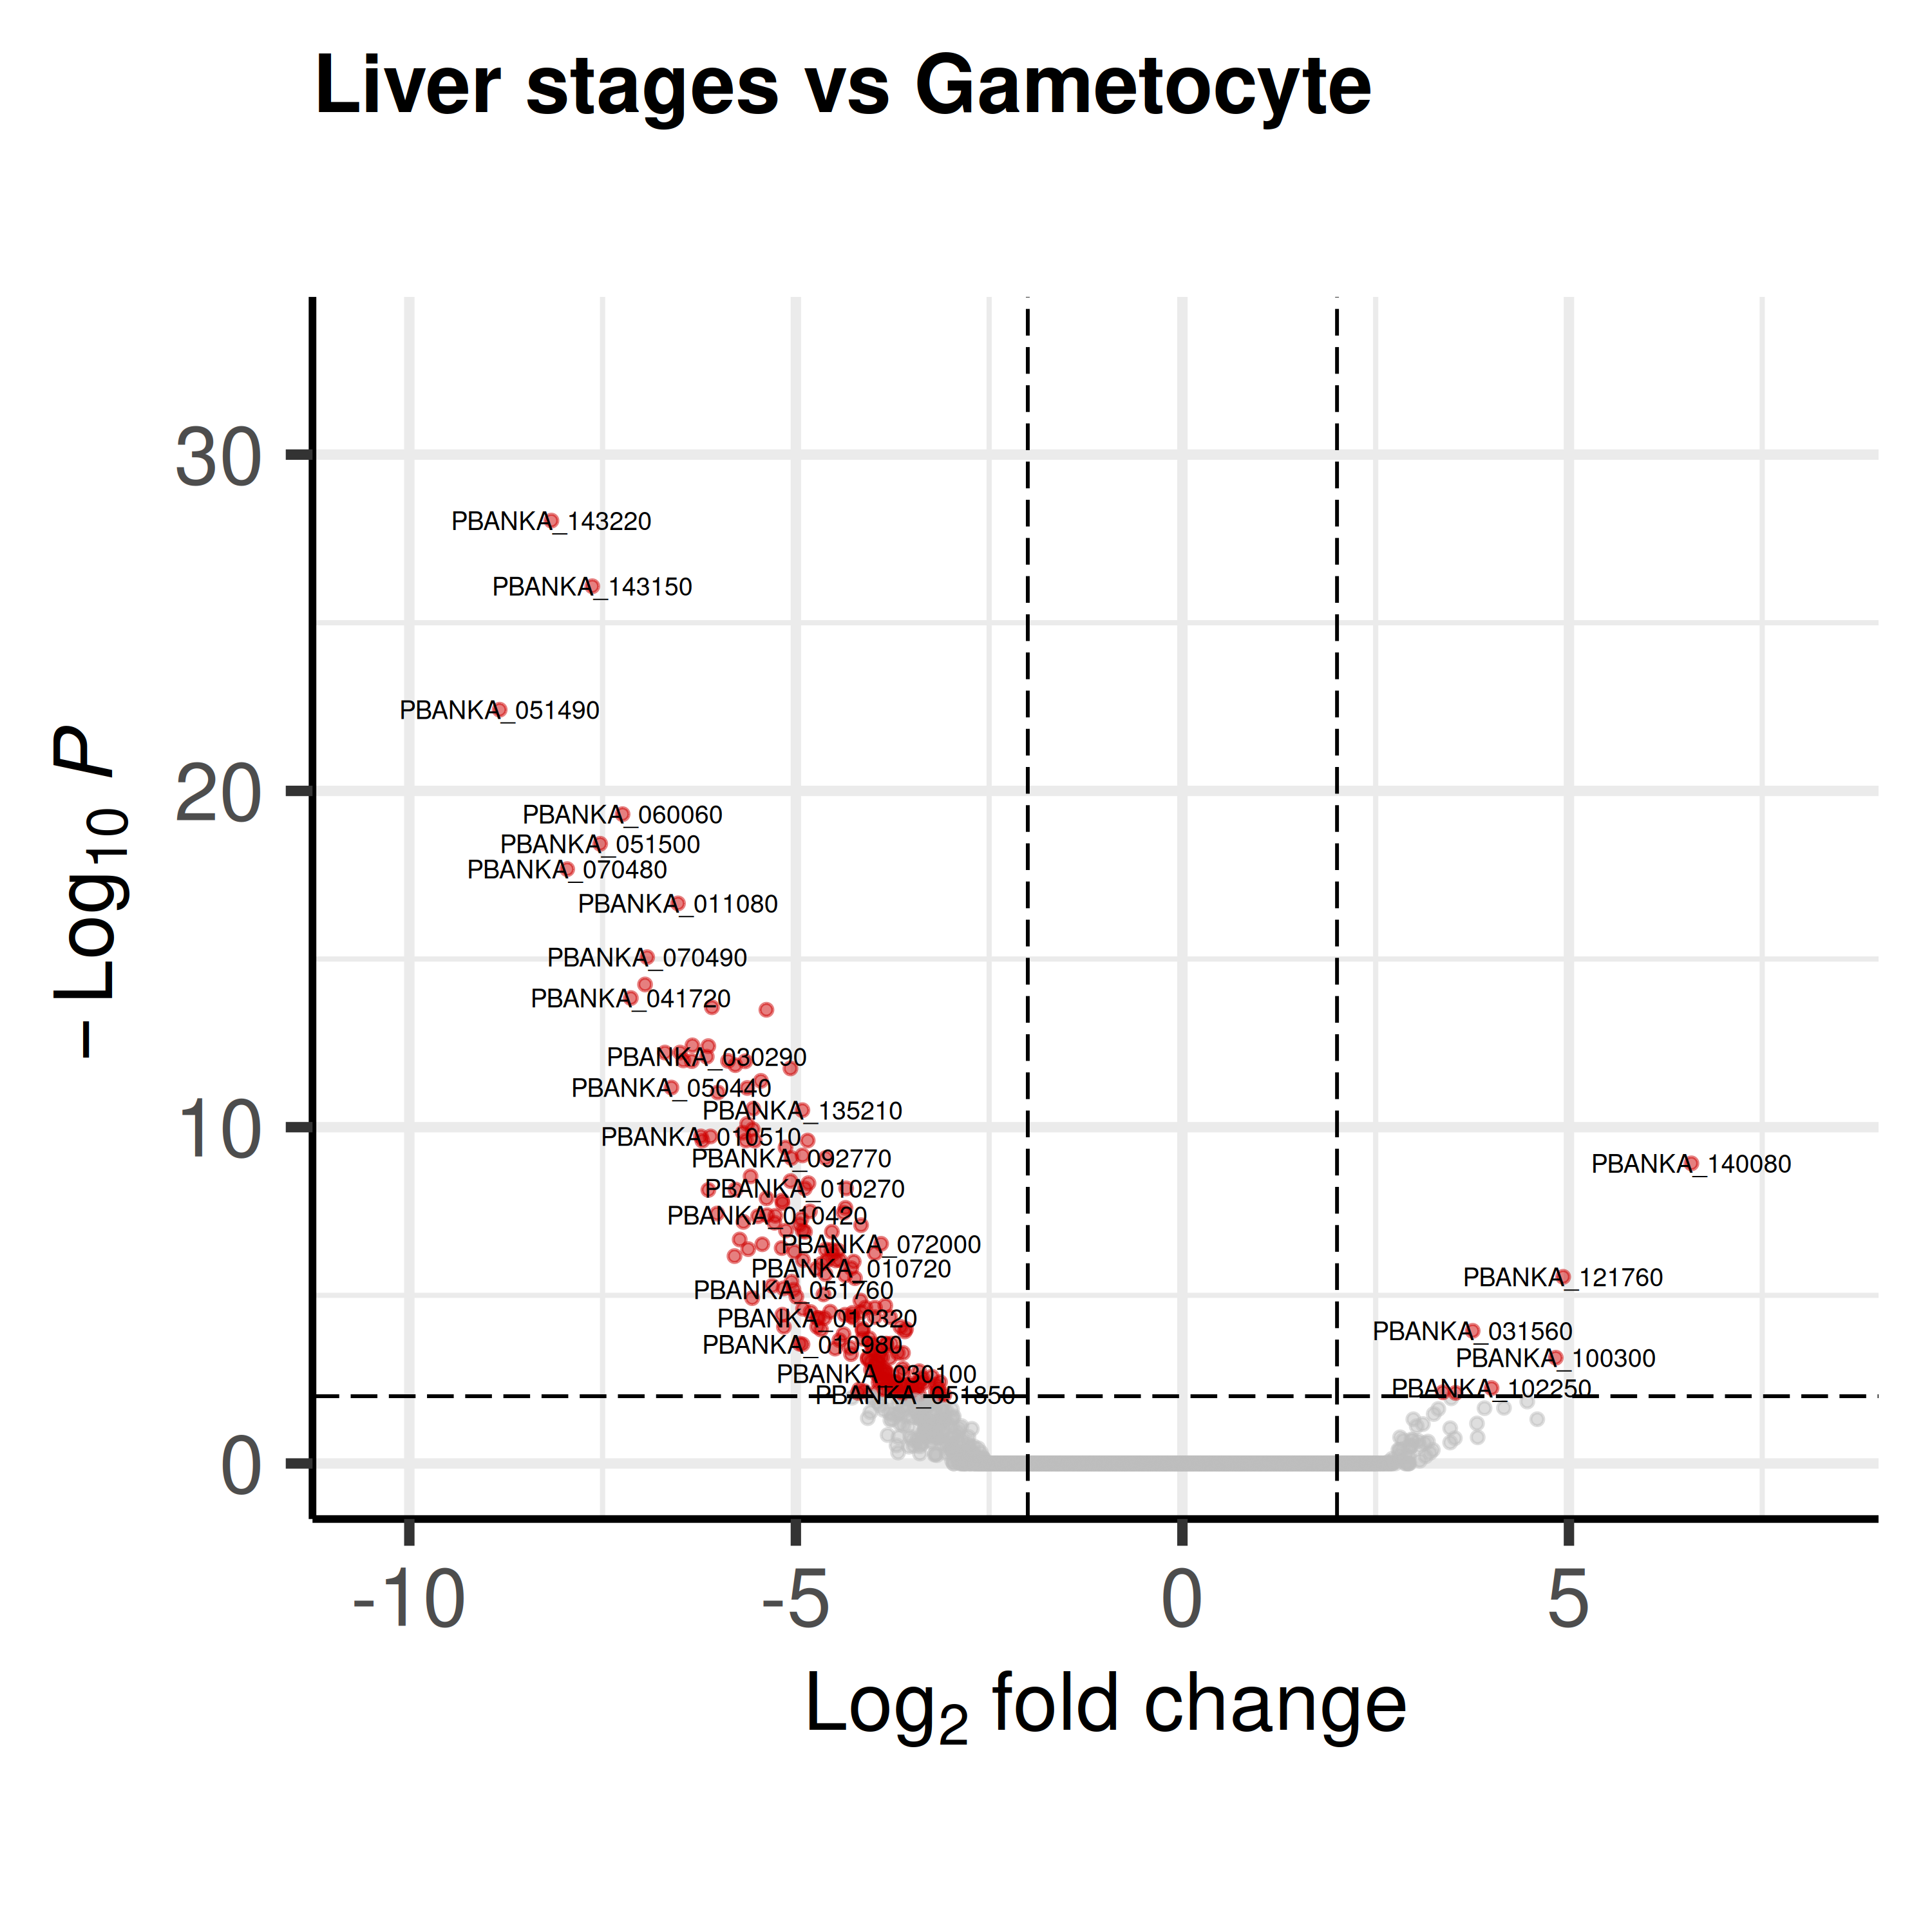 Liver stages vs Gametocyte
− Log10 P
30
20
10
0
PBANKA_143220
PBANKA_143150
PBANKA_051490
PBANKA_060060
PBANKA_051500
PBANKA_070480
PBANKA_011080
PBANKA_070490
PBANKA_041720
PBANKA_030290
PBANKA_050440
PBANKA_135210
PBANKA_010510
PBANKA_092770
PBANKA_140080
PBANKA_010270
PBANKA_010420
PBANKA_072000
PBANKA_010720
PBANKA_121760
PBANKA_051760
PBANKA_010320
PBANKA_031560
PBANKA_010980
PBANKA_100300
PBANKA_030100
PBANKA_102250
PBANKA_051850
-10
-5
0
5
Log2 fold change